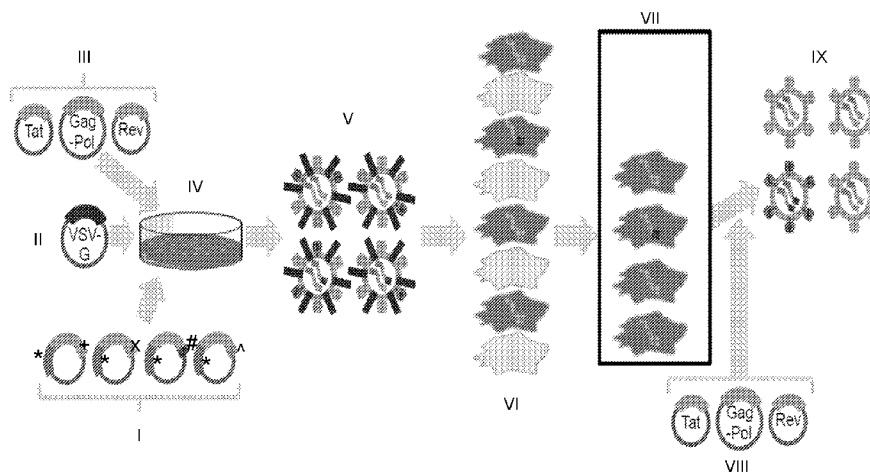 III
Tat
Gag
-Pol
Rev
II
VSV-
G
IV
V
VI
VII
IX
* + * X * # * ^
I
Tat
Gag
-Pol
Rev
VIII